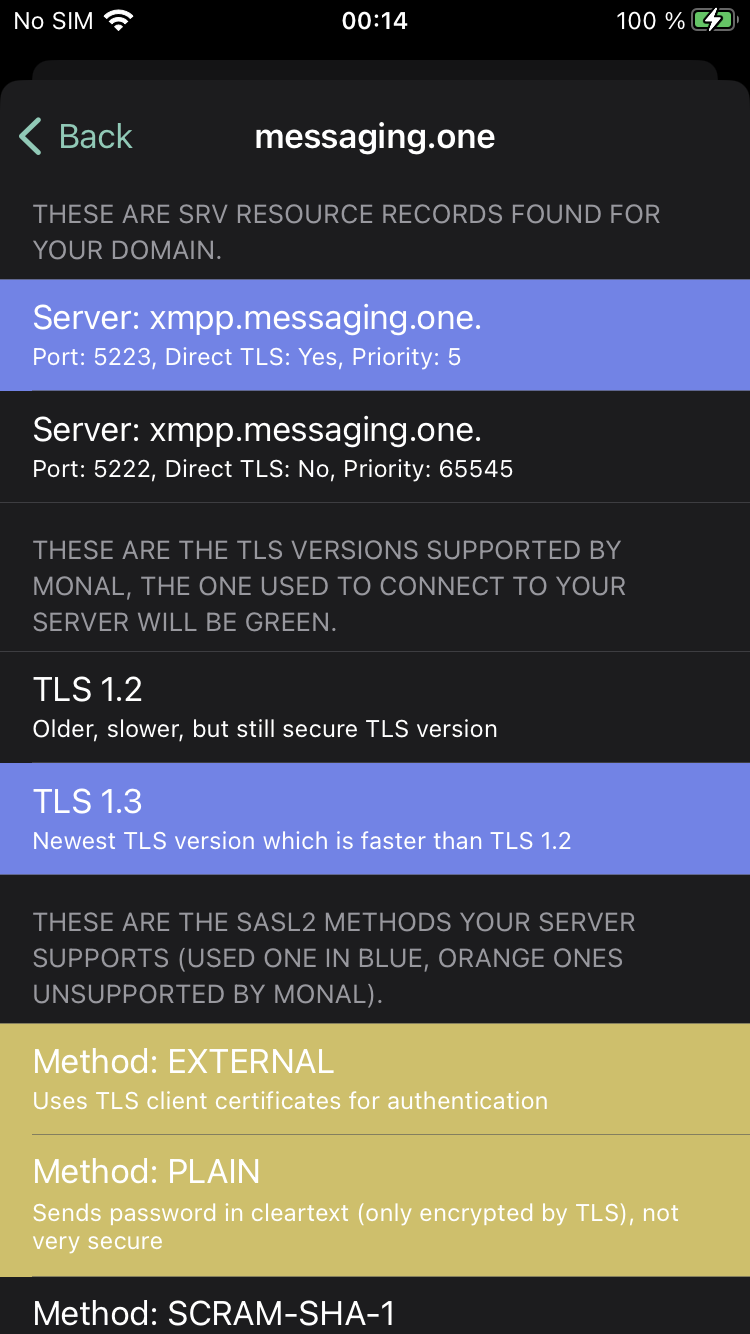 No SIM 00:14 100 %
Back messaging.one
THESE ARE SRV RESOURCE RECORDS FOUND FOR
YOUR DOMAIN.
Server: xmpp.messaging.one.
Port: 5223, Direct TLS: Yes, Priority: 5
Server: xmpp.messaging.one.
Port: 5222, Direct TLS: No, Priority: 65545
THESE ARE THE TLS VERSIONS SUPPORTED BY
MONAL, THE ONE USED TO CONNECT TO YOUR
SERVER WILL BE GREEN.
TLS 1.2
Older, slower, but still secure TLS version
TLS 1.3
Newest TLS version which is faster than TLS 1.2
THESE ARE THE SASL2 METHODS YOUR SERVER
SUPPORTS (USED ONE IN BLUE, ORANGE ONES
UNSUPPORTED BY MONAL).
Method: EXTERNAL
Uses TLS client certificates for authentication
Method: PLAIN
Sends password in cleartext (only encrypted by TLS), not
very secure
Method: SCRAM-SHA-1